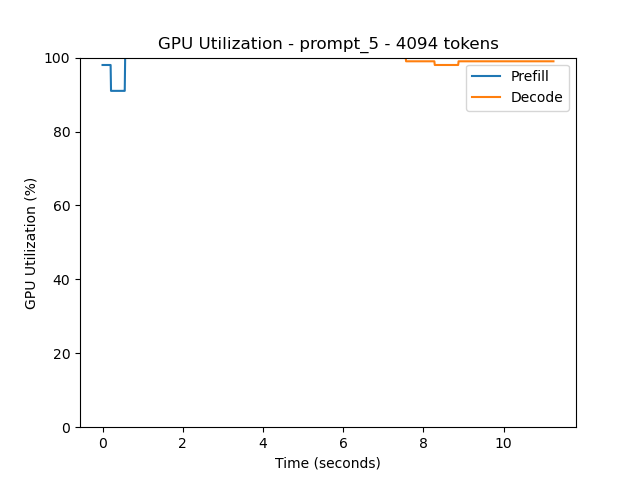 GPU Utilization - prompt_5 - 4094 tokens
Prefill
Decode
100
80
60
40
20
0
GPU Utilization (%)
0 2 4 6 8 10
Time (seconds)